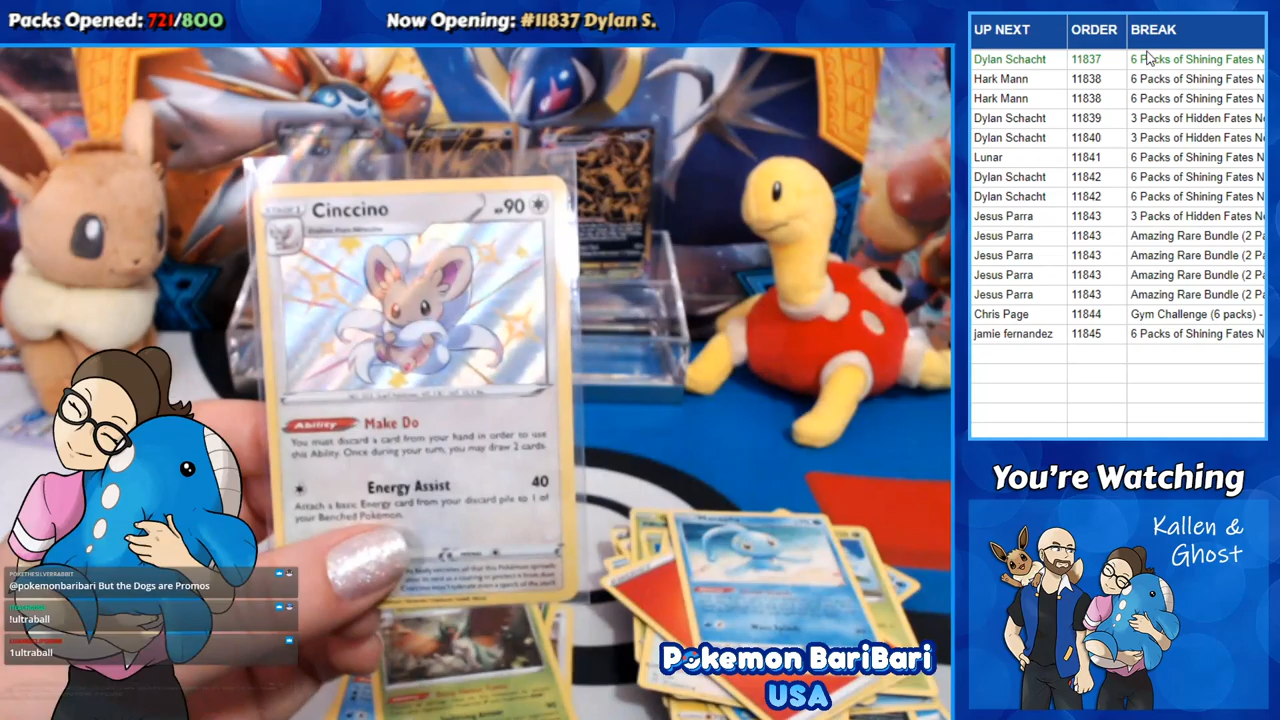 Packs Opened: 721/800
Now Opening: #11837 Dylan S.
UP NEXT ORDER BREAK
Dylan Schacht 11837 6 Packs of Shining Fates N
Hark Mann 11838 6 Packs of Shining Fates N
Hark Mann 11838 6 Packs of Shining Fates N
Dylan Schacht 11839 3 Packs of Hidden Fates Ne
Dylan Schacht 11840 3 Packs of Hidden Fates Ne
Lunar 11841 6 Packs of Shining Fates N
Dylan Schacht 11842 6 Packs of Shining Fates N
Dylan Schacht 11842 6 Packs of Shining Fates N
Jesus Parra 11843 3 Packs of Hidden Fates Ne
Jesus Parra 11843 Amazing Rare Bundle (2 Pa
Jesus Parra 11843 Amazing Rare Bundle (2 Pa
Jesus Parra 11843 Amazing Rare Bundle (2 Pa
Jesus Parra 11843 Amazing Rare Bundle (2 Pa
Chris Page 11844 Gym Challenge (6 packs) -
jamie fernandez 11845 6 Packs of Shining Fates N
Cinccino 90
Ability Make Do
You must discard a card from your hand in order to use
this Ability. Once during your turn, you may draw 2 cards.
Energy Assist 40
Attach a basic Energy card from your discard pile to 1 of
your Benched Pokémon.
POKETHESILVERRABBIT
@pokemonbaribari But the Dogs are Promos
!ultraball
1ultraball
Pokemon BariBari
USA
You're Watching
Kallen &
Ghost